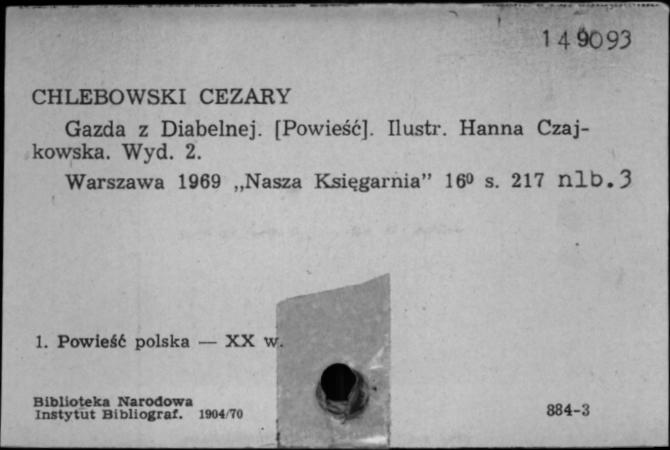 149093
CHLEBOWSKI CEZARY
Gazda z Diabelnej. [Powieść]. Ilustr. Hanna Czaj-
kowska. Wyd. 2.
Warszawa 1969 „Nasza Księgarnia” 16⁰ s. 217 nlb.3
1. Powieść polska — XX w.
Biblioteka Narodowa
Instytut Bibliograf. 1904/70
884-3